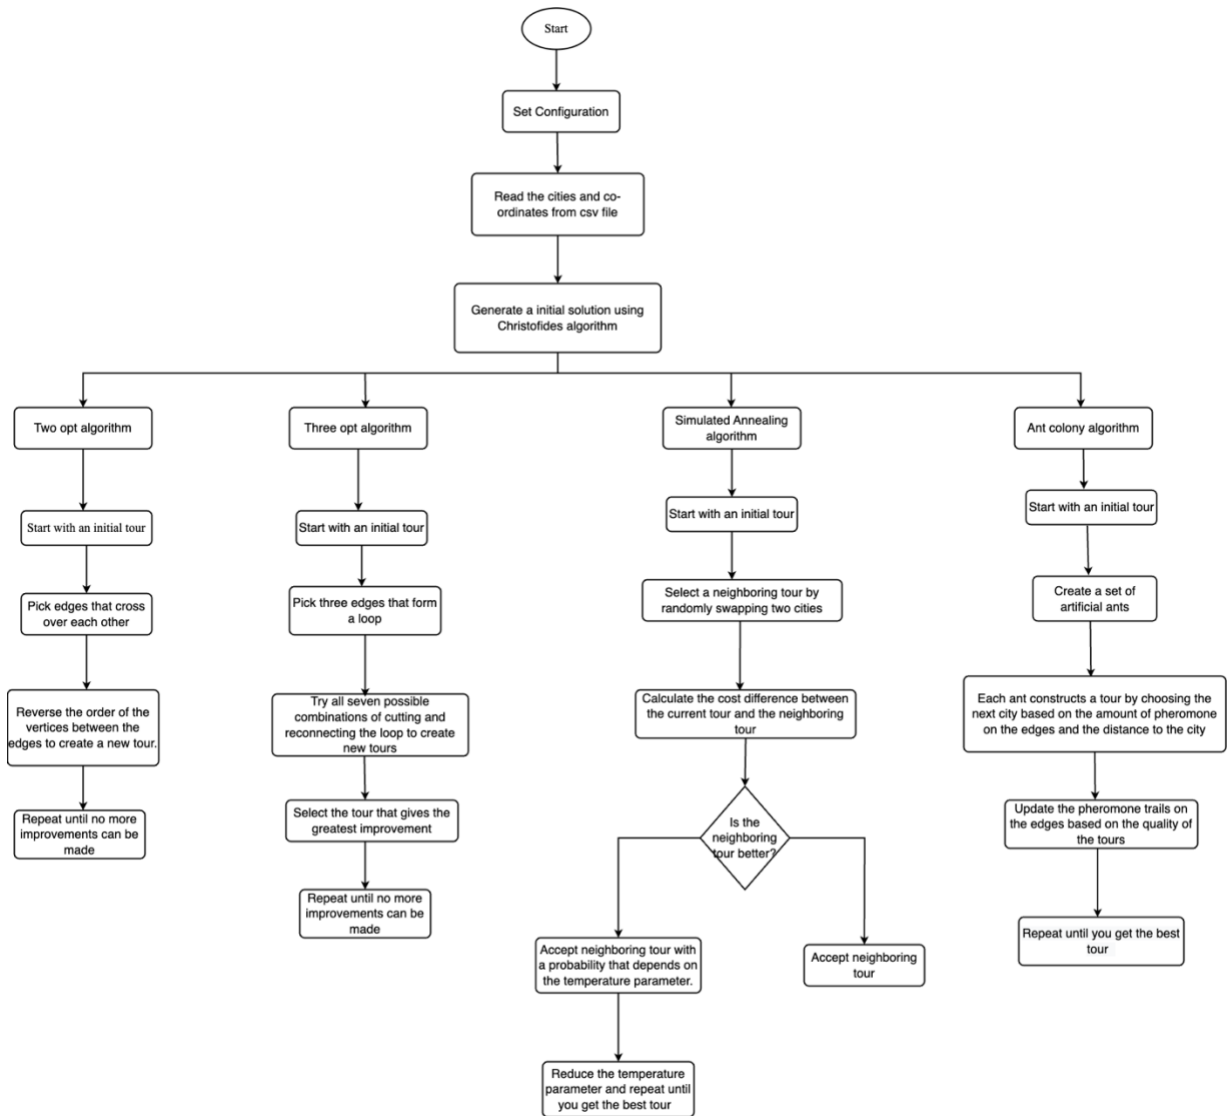 Start
Set Configuration
Read the cities and co-
ordinates from csv file
Generate a initial solution using
Christofides algorithm
Two opt algorithm
Start with an initial tour
Pick edges that cross
over each other
Reverse the order of the
vertices between the
edges to create a new tour.
Repeat until no more
improvements can be
made
Three opt algorithm
Start with an initial tour
Pick three edges that form
a loop
Try all seven possible
combinations of cutting and
reconnecting the loop to create
new tours
Select the tour that gives the
greatest improvement
Repeat until no more
improvements can be
made
Simulated Annealing
algorithm
Start with an initial tour
Select a neighboring tour by
randomly swapping two cities
Calculate the cost difference between
the current tour and the neighboring
tour
Is the
neighboring
tour better?
Accept neighboring tour with
a probability that depends on
the temperature parameter.
Reduce the temperature
parameter and repeat until
you get the best tour
Accept neighboring
tour
Ant colony algorithm
Start with an initial tour
Create a set of
artificial ants
Each ant constructs a tour by choosing the
next city based on the amount of pheromone
on the edges and the distance to the city
Update the pheromone trails on
the edges based on the quality of
the tours
Repeat until you get the best
tour